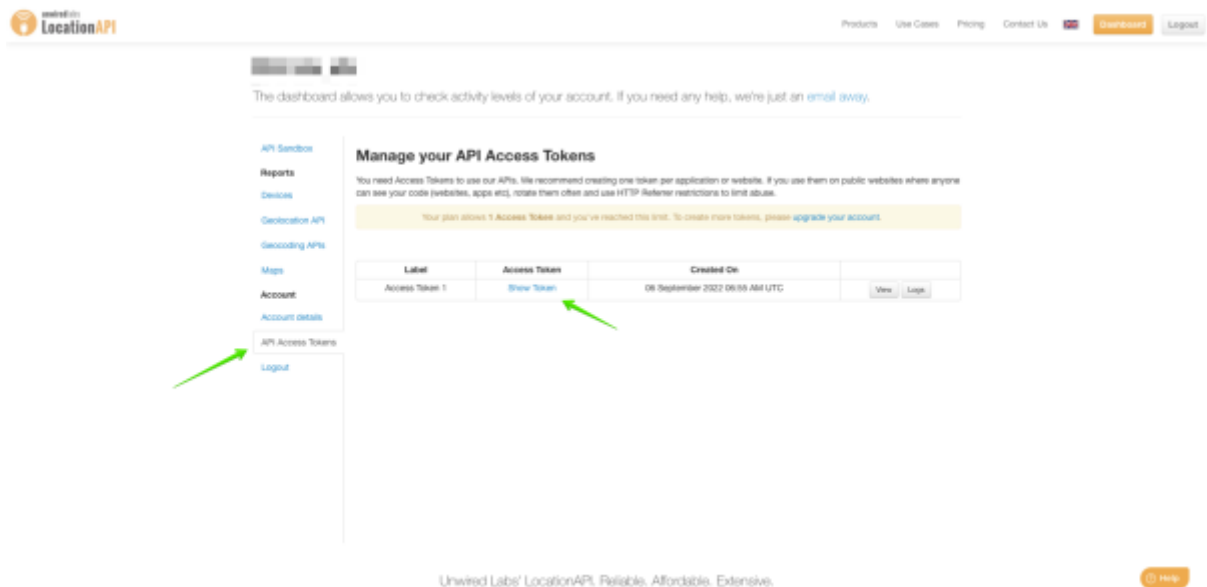 unwiredlabs
LocationAPI
Products Use Cases Pricing Contact Us Dashboard Logout
The dashboard allows you to check activity levels of your account. If you need any help, we're just an email away.
API Sandbox
Reports
Devices
Geolocation API
Geocoding APIs
Maps
Account
Account details
API Access Tokens
Logout
Manage your API Access Tokens
You need Access Tokens to use our APIs. We recommend creating one token per application or website. If you use them on public websites where anyone
can see your code (websites, apps etc), rotate them often and use HTTP Referrer restrictions to limit abuse.
Your plan allows 1 Access Token and you've reached this limit. To create more tokens, please upgrade your account.
Label Access Token Created On
Access Token 1 Show Token 06 September 2022 06:55 AM UTC View Logs
Unwired Labs' LocationAPI. Reliable. Affordable. Extensive.
Help